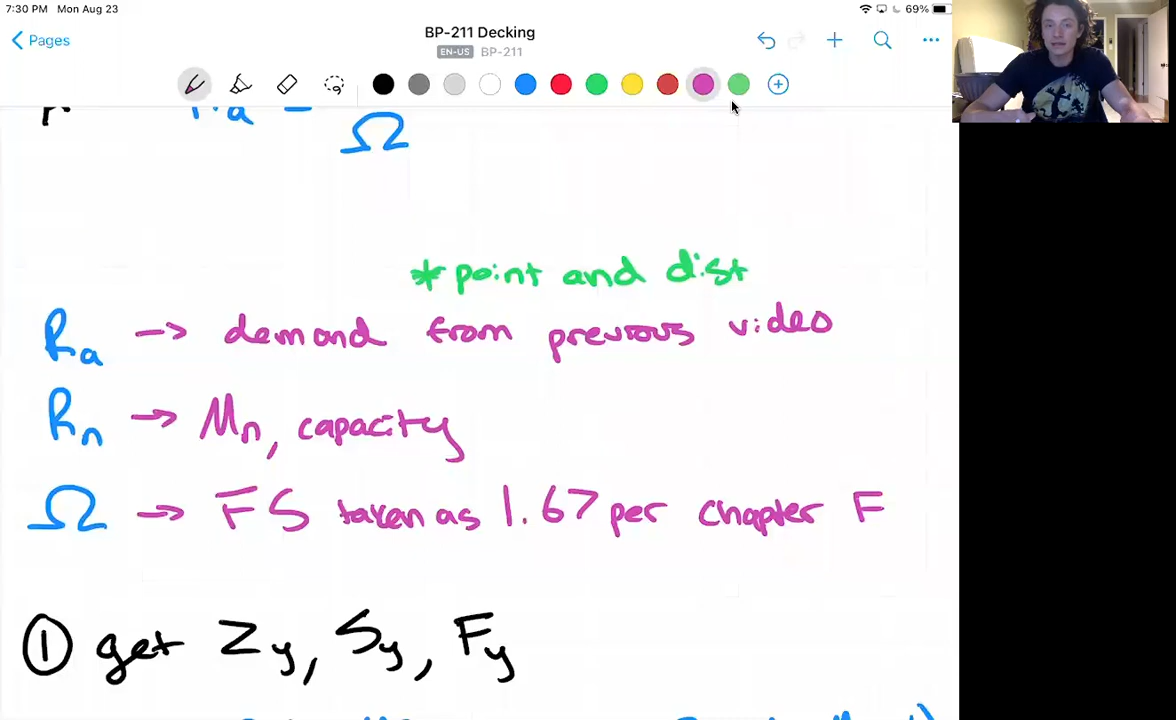 7:30 PM Mon Aug 23
69%
Pages
BP-211 Decking
EN-US BP-211
Ω
*point and dist
Ra → demand from previous video
Rn → Mn, capacity
Ω → FS taken as 1.67 per chapter F
① get Zy, Sy, Fy